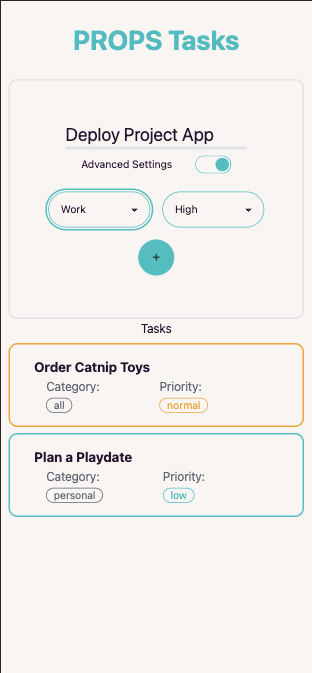 PROPS Tasks
Deploy Project App
Advanced Settings
Work High
+
Tasks
Order Catnip Toys
Category: Priority:
all normal
Plan a Playdate
Category: Priority:
personal low